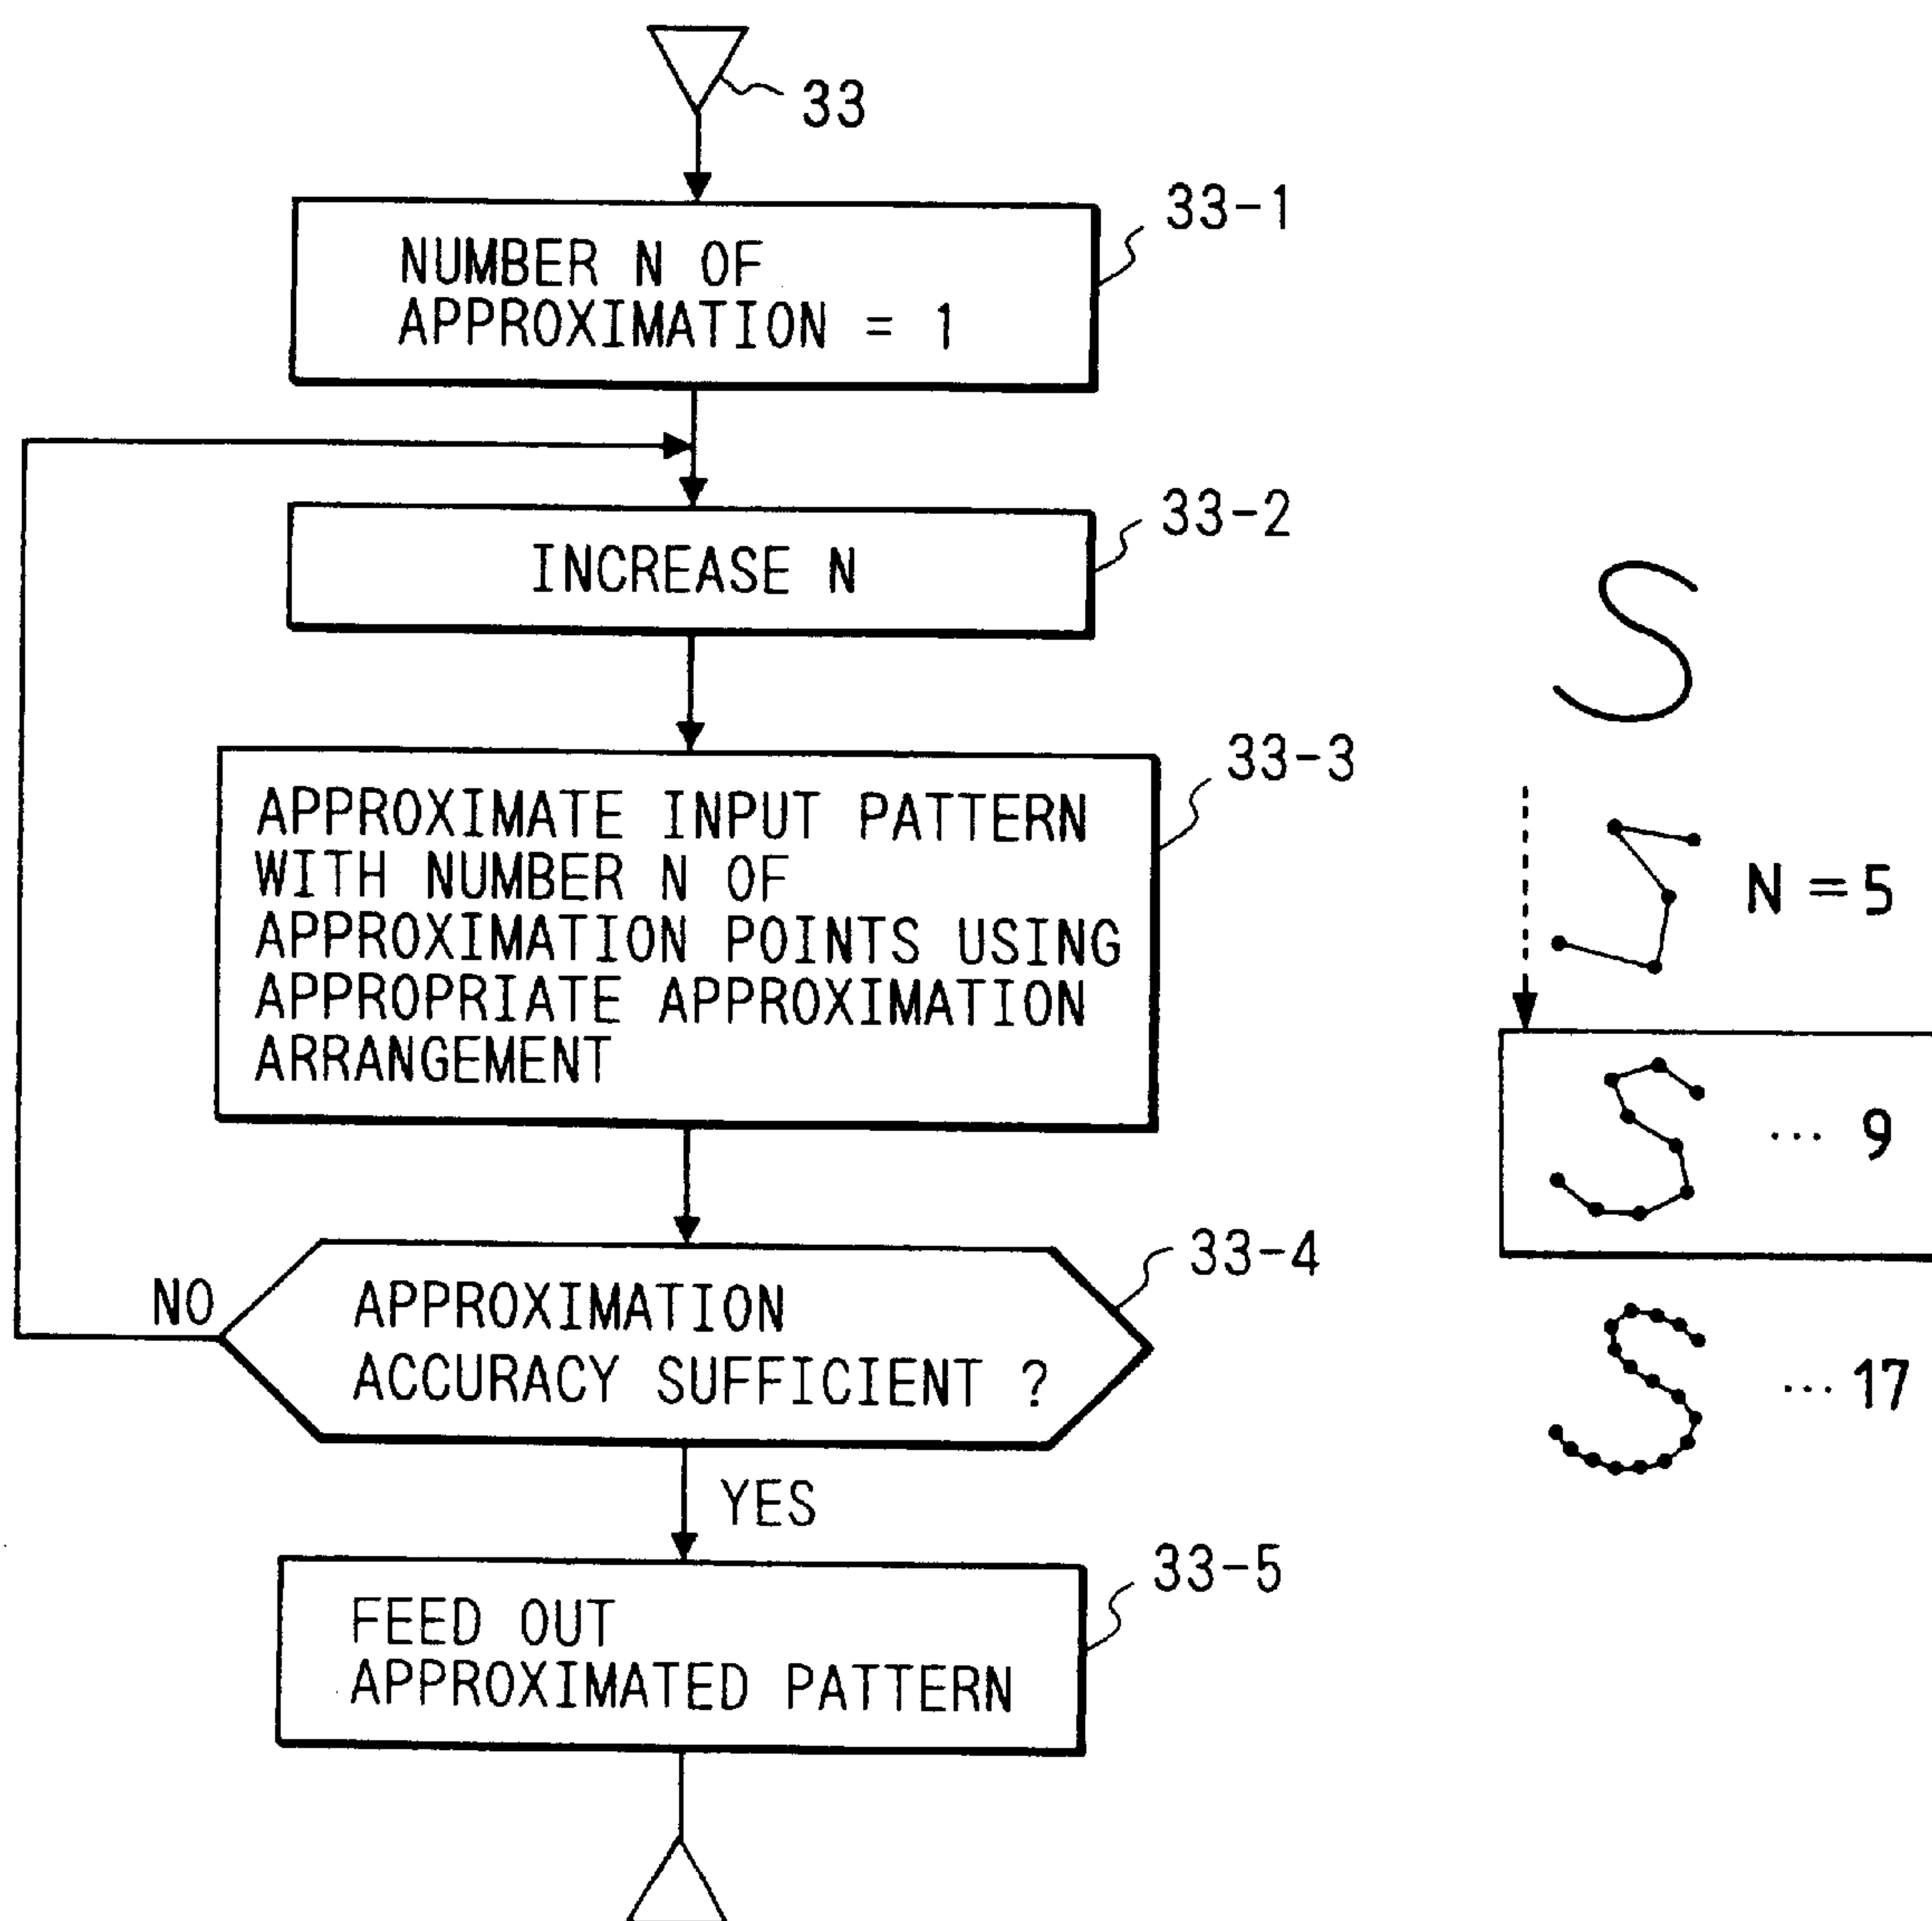 33
33-1
NUMBER N OF
APPROXIMATION = 1
33-2
INCREASE N
33-3
APPROXIMATE INPUT PATTERN
WITH NUMBER N OF
APPROXIMATION POINTS USING
APPROPRIATE APPROXIMATION
ARRANGEMENT
33-4
NO
APPROXIMATION
ACCURACY SUFFICIENT ?
YES
33-5
FEED OUT
APPROXIMATED PATTERN
S
N = 5
... 9
... 17